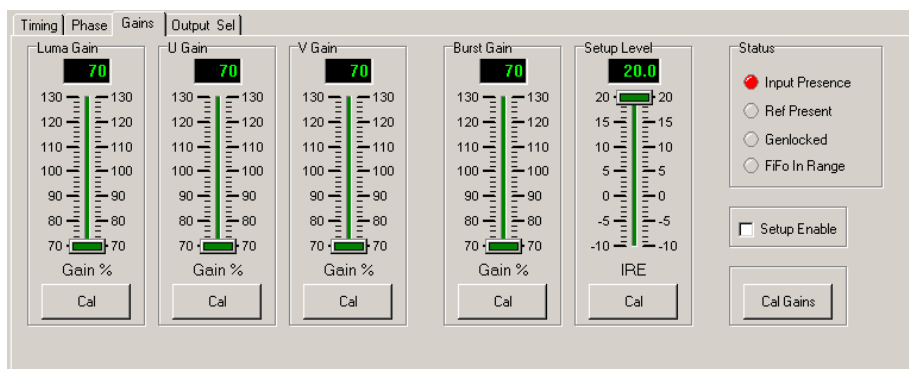 Timing Phase Gains Output Sel
Luma Gain U Gain V Gain Burst Gain Setup Level Status
70 70 70 70 20.0
Input Presence
130 130 130 130 130 130 130 130 20 20
Ref Present
120 120 120 120 120 120 120 120 15 15
110 110 110 110 110 110 110 110 10 10
Genlocked
100 100 100 100 100 100 100 100 5 5
FiFo In Range
90 90 90 90 90 90 90 90 0 0
80 80 80 80 80 80 80 80 -5 -5
Setup Enable
70 70 70 70 70 70 70 70 -10 -10
Gain % Gain % Gain % Gain % IRE
Cal Cal Cal Cal Cal Cal Gains